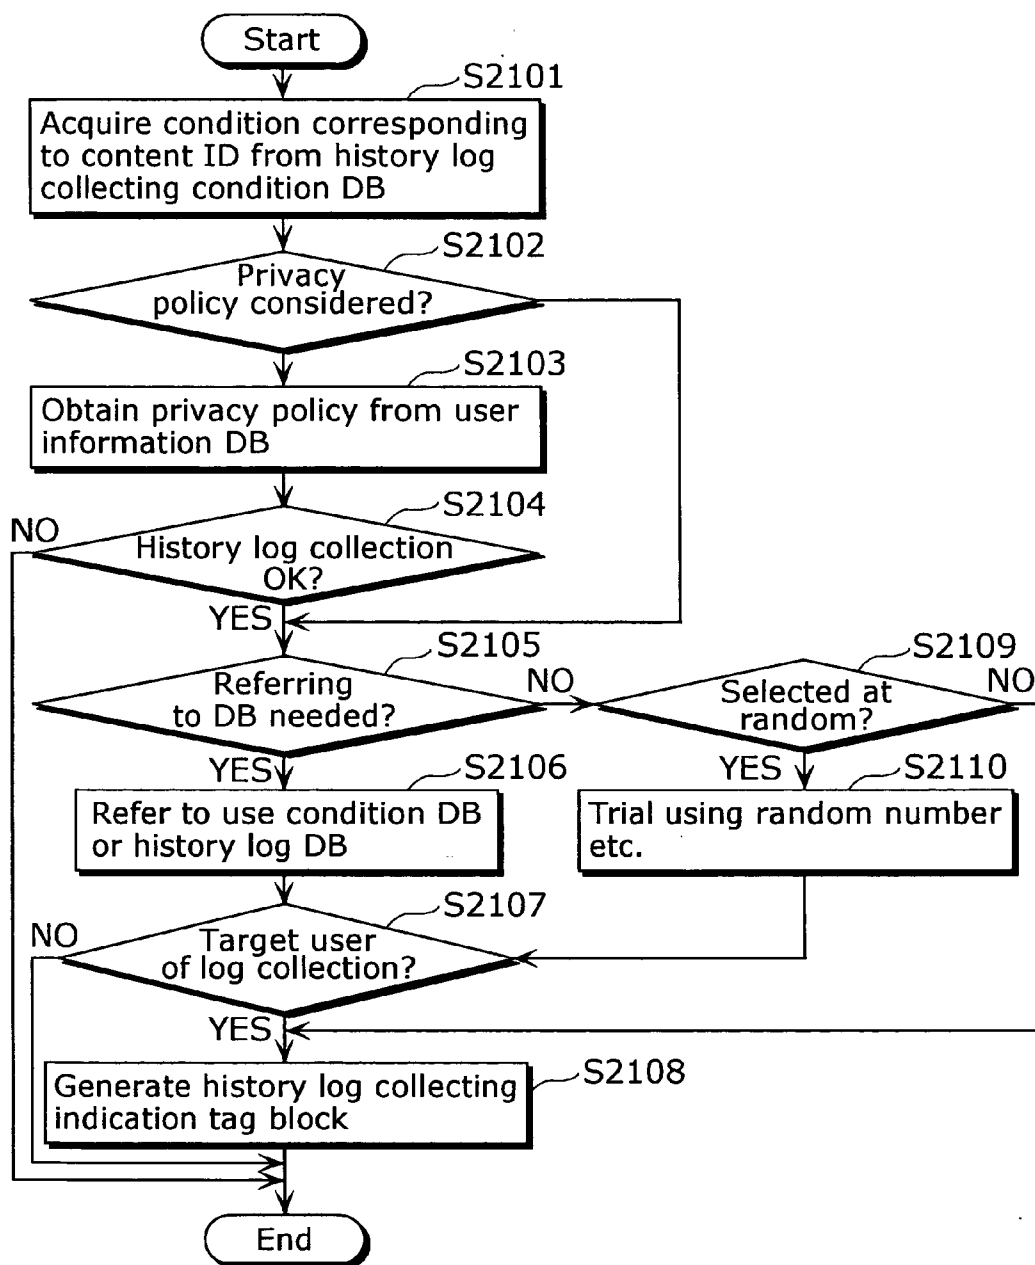 Start
S2101
Acquire condition corresponding
to content ID from history log
collecting condition DB
S2102
Privacy
policy considered?
S2103
Obtain privacy policy from user
information DB
S2104
NO
History log collection
OK?
YES
S2105
Referring
to DB needed?
NO
S2109
Selected at
random?
NO
YES
S2106
Refer to use condition DB
or history log DB
YES
S2110
Trial using random number
etc.
S2107
NO
Target user
of log collection?
YES
S2108
Generate history log collecting
indication tag block
End